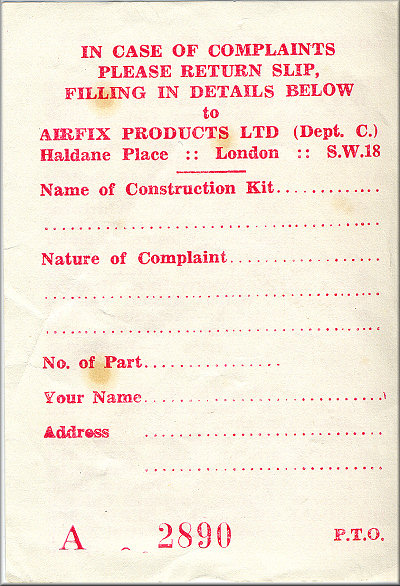 IN CASE OF COMPLAINTS
PLEASE RETURN SLIP,
FILLING IN DETAILS BELOW
to
AIRFIX PRODUCTS LTD (Dept. C.)
Haldane Place :: London :: S.W.18
Name of Construction Kit.............
..........................................
Nature of Complaint...................
..........................................
..........................................
No. of Part.................
Your Name..............................
Address ..............................
..............................
A 2890 P.T.O.